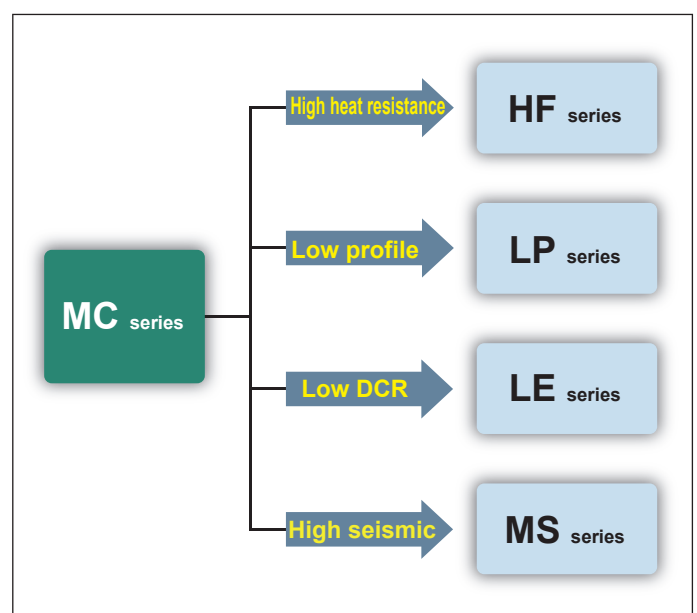 High heat resistance
HF series
Low profile
LP series
MC series
Low DCR
LE series
High seismic
MS series